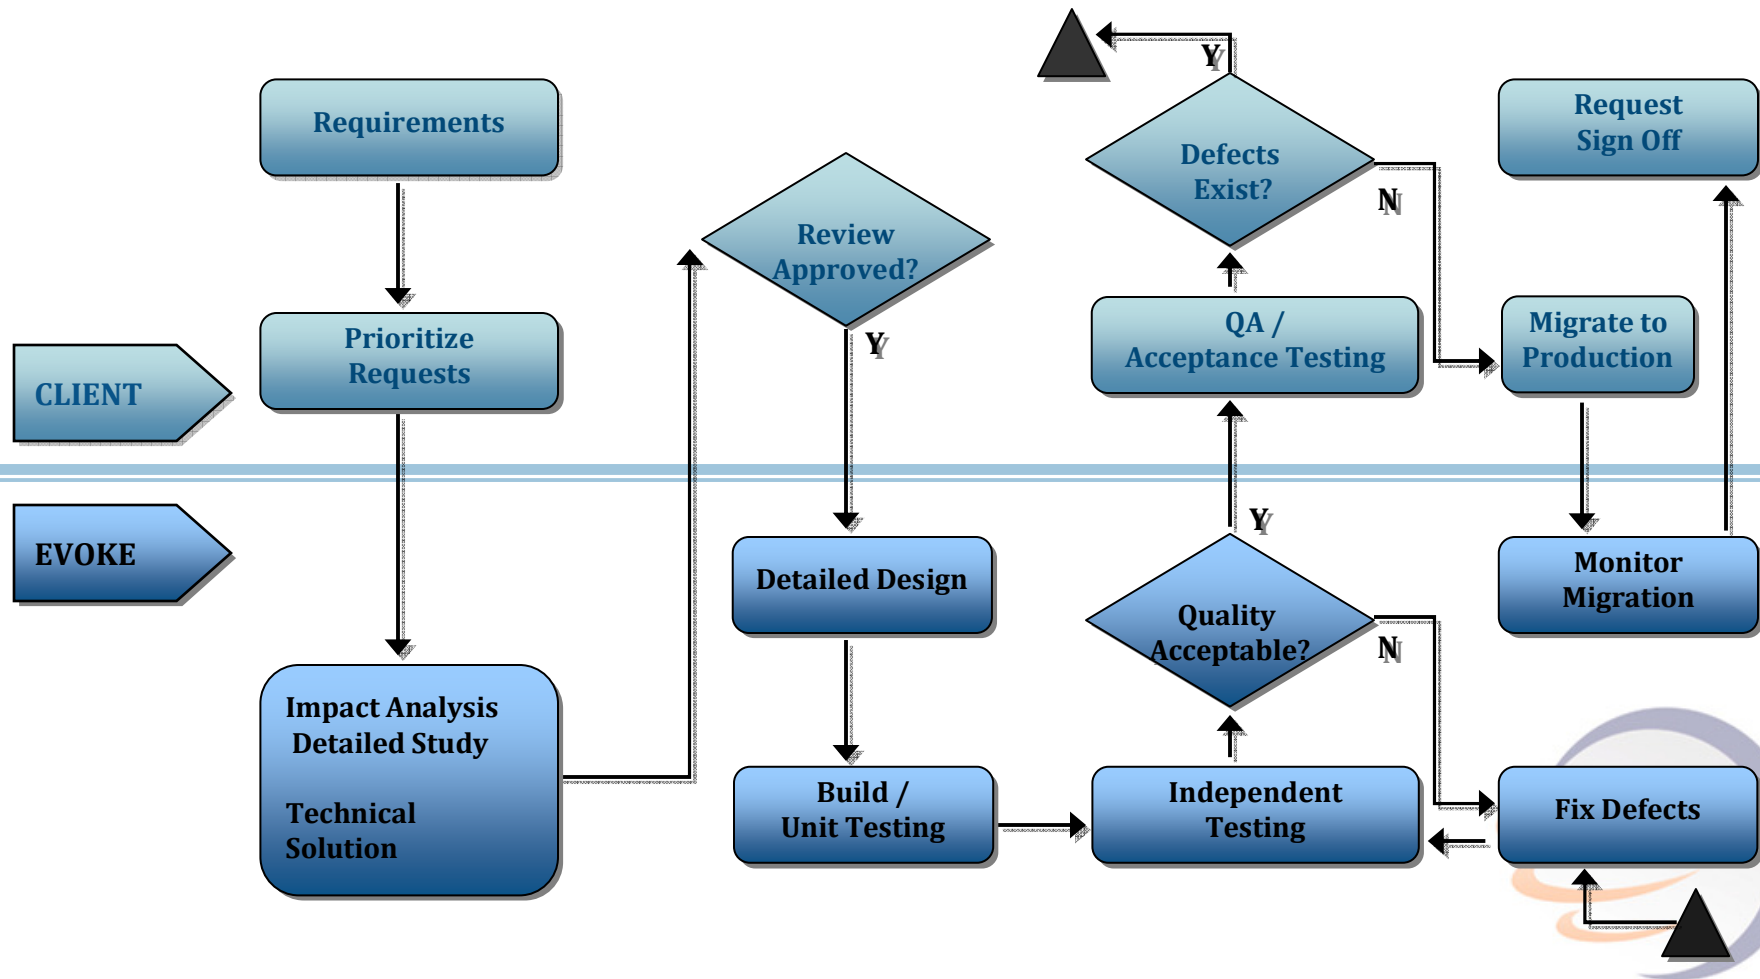 Requirements
Prioritize
Requests
CLIENT
EVOKE
Impact Analysis
Detailed Study
Technical
Solution
Review
Approved?
Y
Detailed Design
Build /
Unit Testing
Y
Defects
Exist?
N
QA /
Acceptance Testing
Y
Quality
Acceptable?
N
Independent
Testing
Request
Sign Off
Migrate to
Production
Monitor
Migration
Fix Defects